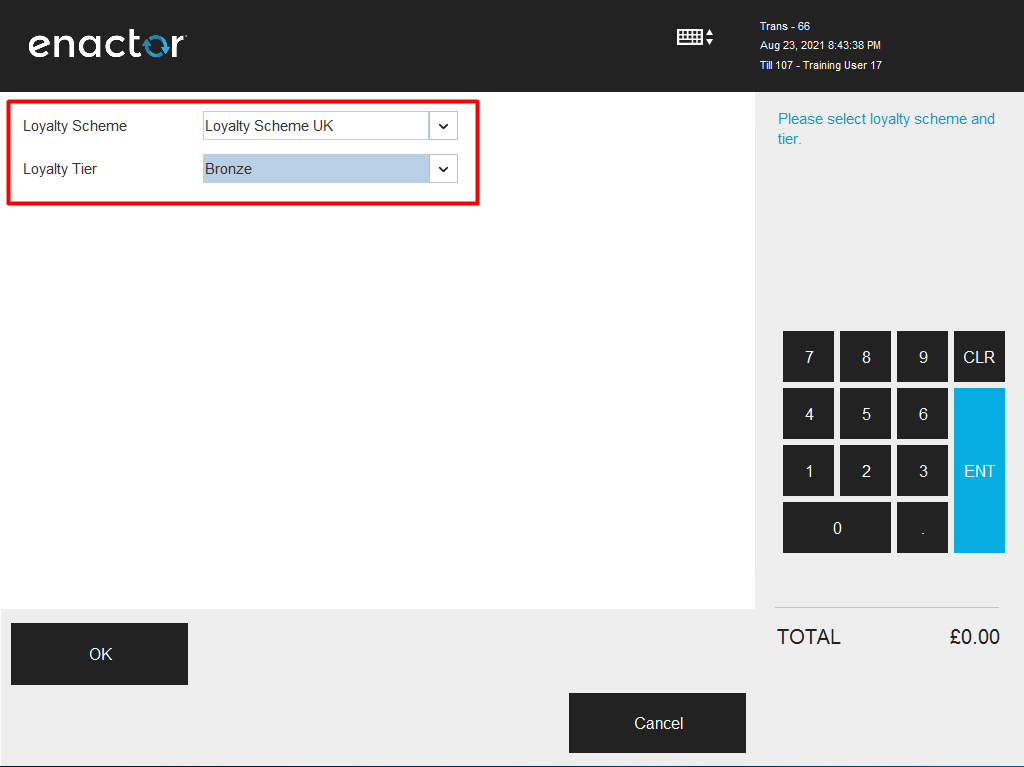 enactor
Trans - 66
Aug 23, 2021 8:43:38 PM
Till 107 - Training User 17
Loyalty Scheme
Loyalty Scheme UK
Loyalty Tier
Bronze
Please select loyalty scheme and
tier.
7 8 9 CLR
4 5 6
1 2 3 ENT
0 .
TOTAL £0.00
OK
Cancel